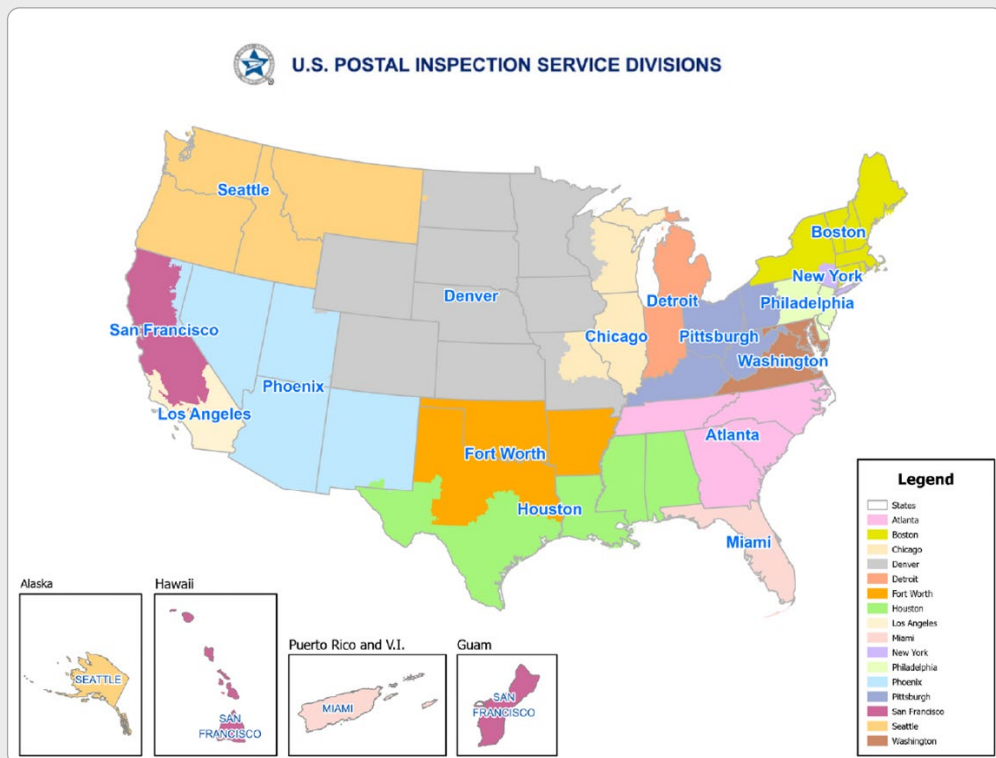 U.S. POSTAL INSPECTION SERVICE DIVISIONS
Seattle
Boston
New York
Denver
Detroit
Philadelphia
San Francisco
Chicago
Pittsburgh
Washington
Phoenix
Los Angeles
Atlanta
Fort Worth
Houston
Miami
Legend
States
Atlanta
Boston
Chicago
Denver
Detroit
Fort Worth
Houston
Los Angeles
Miami
New York
Philadelphia
Phoenix
Pittsburgh
San Francisco
Seattle
Washington
Alaska
SEATTLE
Hawaii
SAN
FRANCISCO
Puerto Rico and V.I.
MIAMI
Guam
SAN
FRANCISCO